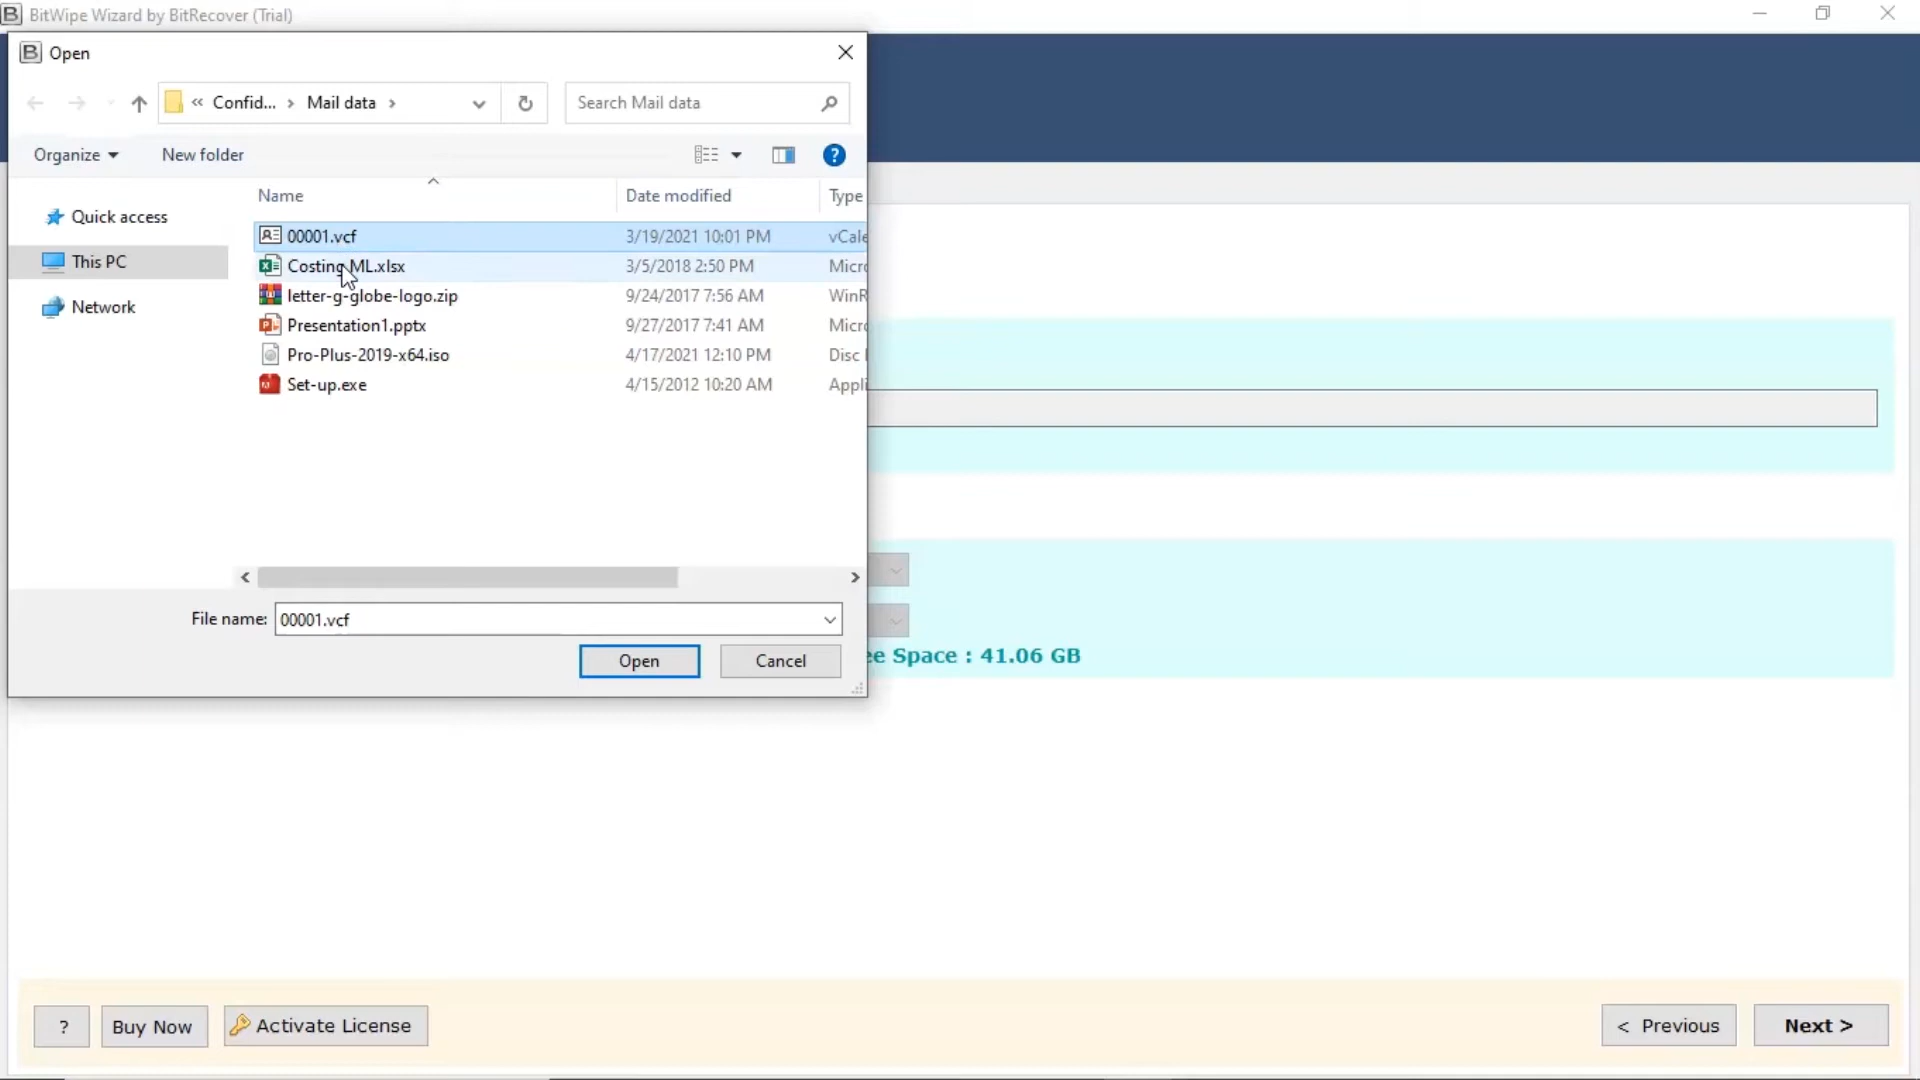 BitWipe Wizard by BitRecover (Trial)
Open
« Confid... › Mail data ›
Search Mail data
Organize
New folder
Name Date modified Type
00001.vcf 3/19/2021 10:01 PM vCale
Costing ML.xlsx 3/5/2018 2:50 PM Micro
letter-g-globe-logo.zip 9/24/2017 7:56 AM WinR
Presentation1.pptx 9/27/2017 7:41 AM Micro
Pro-Plus-2019-x64.iso 4/17/2021 12:10 PM Disc I
Set-up.exe 4/15/2012 10:20 AM Appli
Quick access
This PC
Network
File name: 00001.vcf
Open Cancel
ee Space : 41.06 GB
? Buy Now Activate License < Previous Next >